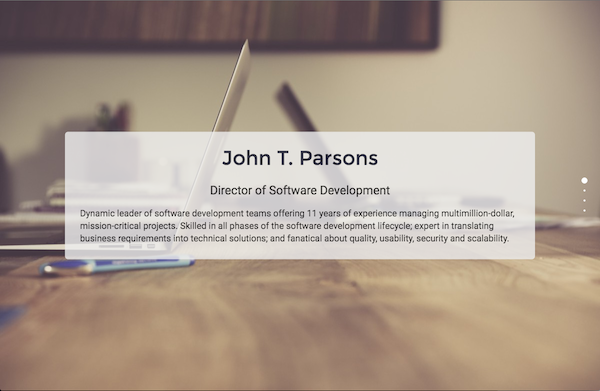 John T. Parsons
Director of Software Development
Dynamic leader of software development teams offering 11 years of experience managing multimillion-dollar,
mission-critical projects. Skilled in all phases of the software development lifecycle; expert in translating
business requirements into technical solutions; and fanatical about quality, usability, security and scalability.